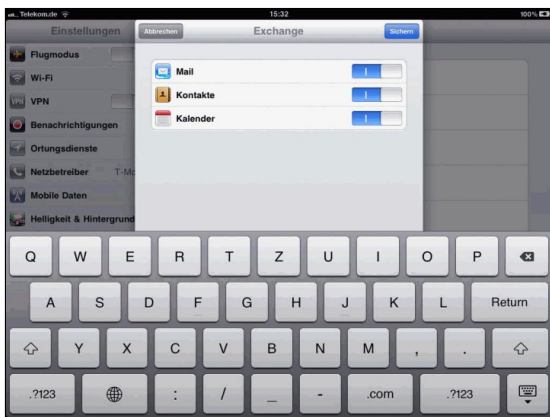 Telekom.de 15:32 100%
Einstellungen
Abbrechen Exchange Sichern
Flugmodus
Wi-Fi
VPN VPN
Benachrichtigungen
Ortungsdienste
Netzbetreiber T-Mo
Mobile Daten
Helligkeit & Hintergrund
Mail
Kontakte
Kalender
Q W E R T Z U I O P
A S D F G H J K L Return
Y X C V B N M , .
.?123 : / _ - .com .?123